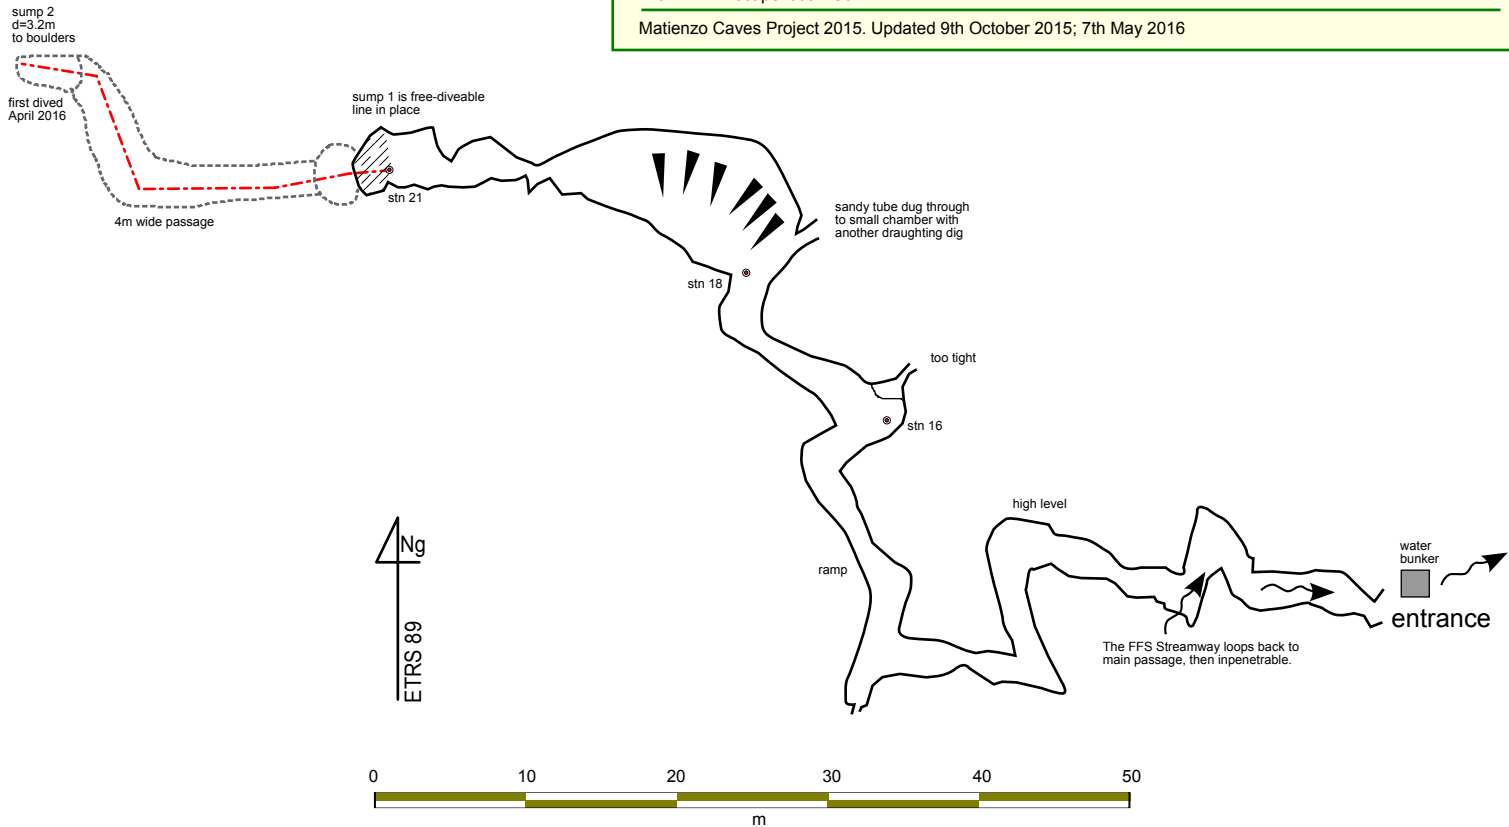 Matienzo Caves Project 2015. Updated 9th October 2015; 7th May 2016
sump 2
d=3.2m
to boulders
first dived
April 2016
4m wide passage
sump 1 is free-diveable
line in place
stn 21
sandy tube dug through
to small chamber with
another draughting dig
stn 18
too tight
stn 16
high level
ramp
water
bunker
entrance
The FFS Streamway loops back to
main passage, then inpenetrable.
Ng
ETRS 89
0 10 20 30 40 50
m